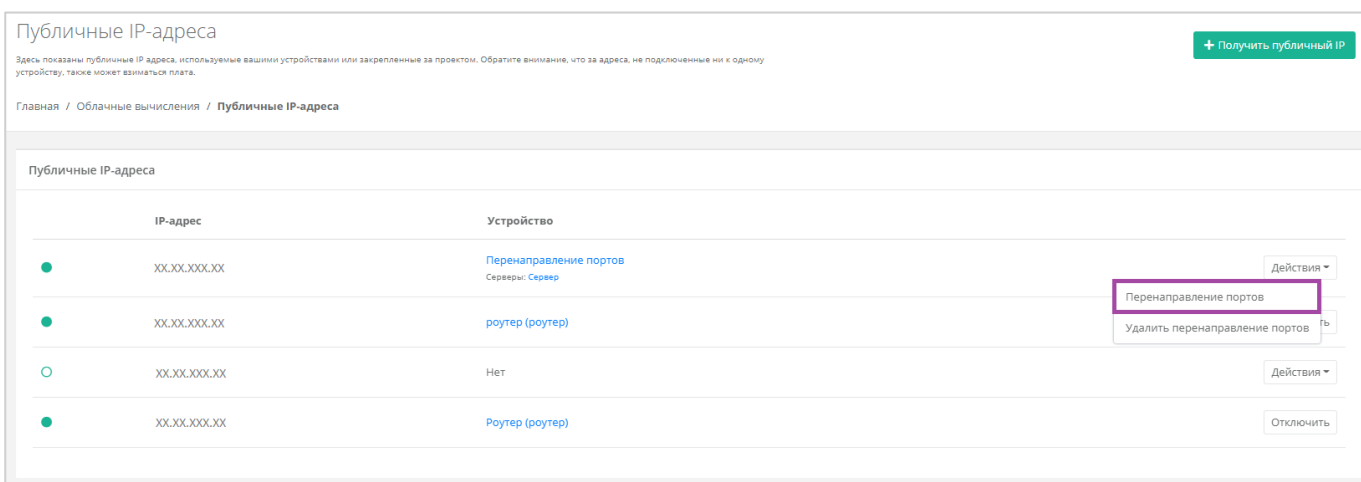 Публичные IP-адреса
+ Получить публичный IP
Здесь показаны публичные IP адреса, используемые вашими устройствами или закрепленные за проектом. Обратите внимание, что за адреса, не подключенные ни к одному
устройству, также может взиматься плата.
Главная / Облачные вычисления / Публичные IP-адреса
Публичные IP-адреса
IP-адрес Устройство
XX.XX.XXX.XX Перенаправление портов Действия
Серверы: Сервер
Перенаправление портов
XX.XX.XXX.XX роутер (роутер) ть
Удалить перенаправление портов
XX.XX.XXX.XX Нет Действия
XX.XX.XXX.XX Роутер (роутер) Отключить